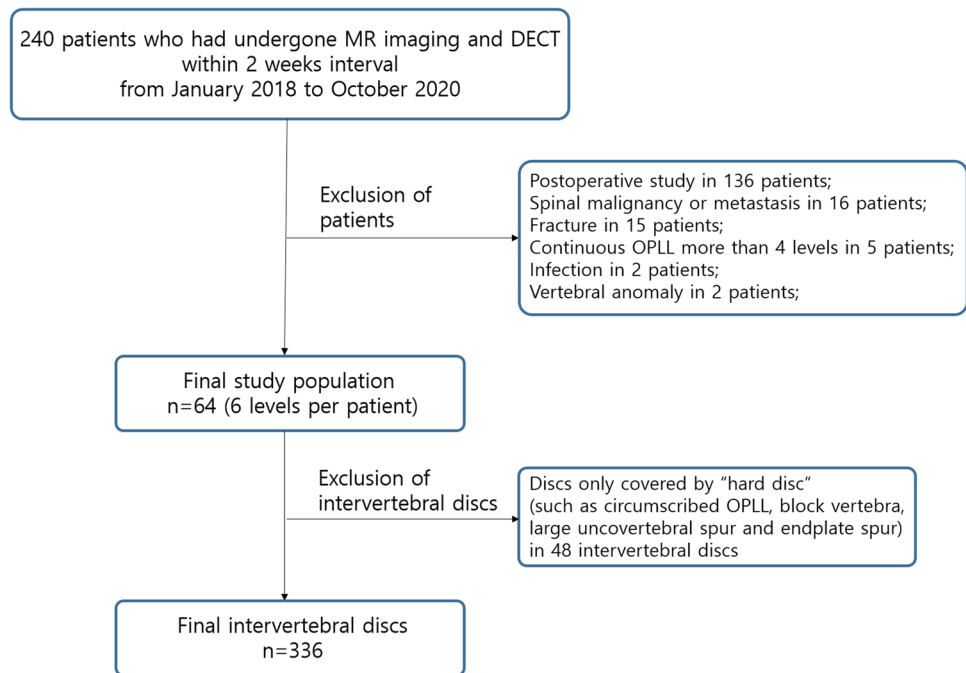 240 patients who had undergone MR imaging and DECT
within 2 weeks interval
from January 2018 to October 2020
Exclusion of
patients
Postoperative study in 136 patients;
Spinal malignancy or metastasis in 16 patients;
Fracture in 15 patients;
Continuous OPLL more than 4 levels in 5 patients;
Infection in 2 patients;
Vertebral anomaly in 2 patients;
Final study population
n=64 (6 levels per patient)
Exclusion of
intervertebral discs
Discs only covered by “hard disc”
(such as circumscribed OPLL, block vertebra,
large uncovertebral spur and endplate spur)
in 48 intervertebral discs
Final intervertebral discs
n=336